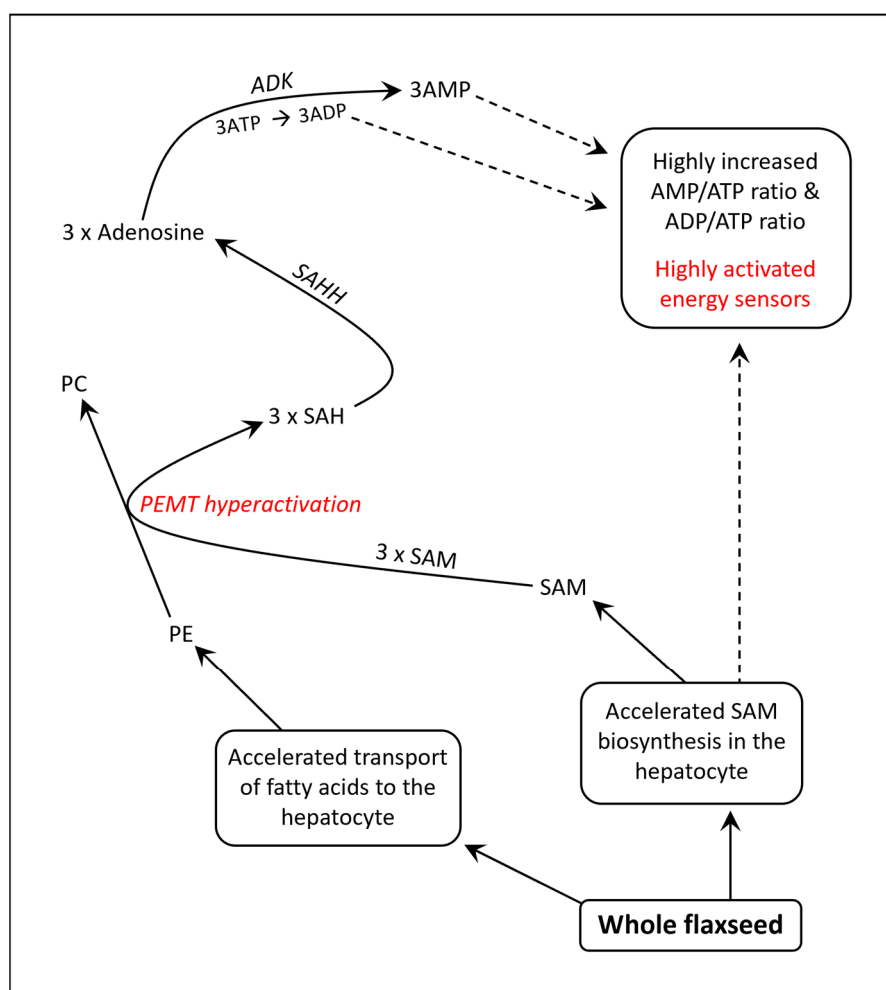 ADK
3AMP
3ATP → 3ADP
Highly increased
AMP/ATP ratio &
ADP/ATP ratio
Highly activated
energy sensors
3 x Adenosine
SAHH
PC
3 x SAH
PEMT hyperactivation
3 x SAM
SAM
PE
Accelerated SAM
biosynthesis in the
hepatocyte
Accelerated transport
of fatty acids to the
hepatocyte
Whole flaxseed